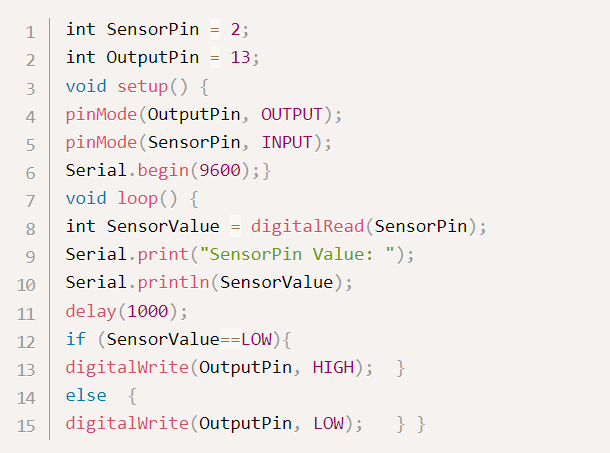 1 int SensorPin = 2;
2 int OutputPin = 13;
3 void setup() {
4 pinMode(OutputPin, OUTPUT);
5 pinMode(SensorPin, INPUT);
6 Serial.begin(9600);}
7 void loop() {
8 int SensorValue = digitalRead(SensorPin);
9 Serial.print("SensorPin Value: ");
10 Serial.println(SensorValue);
11 delay(1000);
12 if (SensorValue==LOW){
13 digitalWrite(OutputPin, HIGH);  }
14 else  {
15 digitalWrite(OutputPin, LOW);   } }